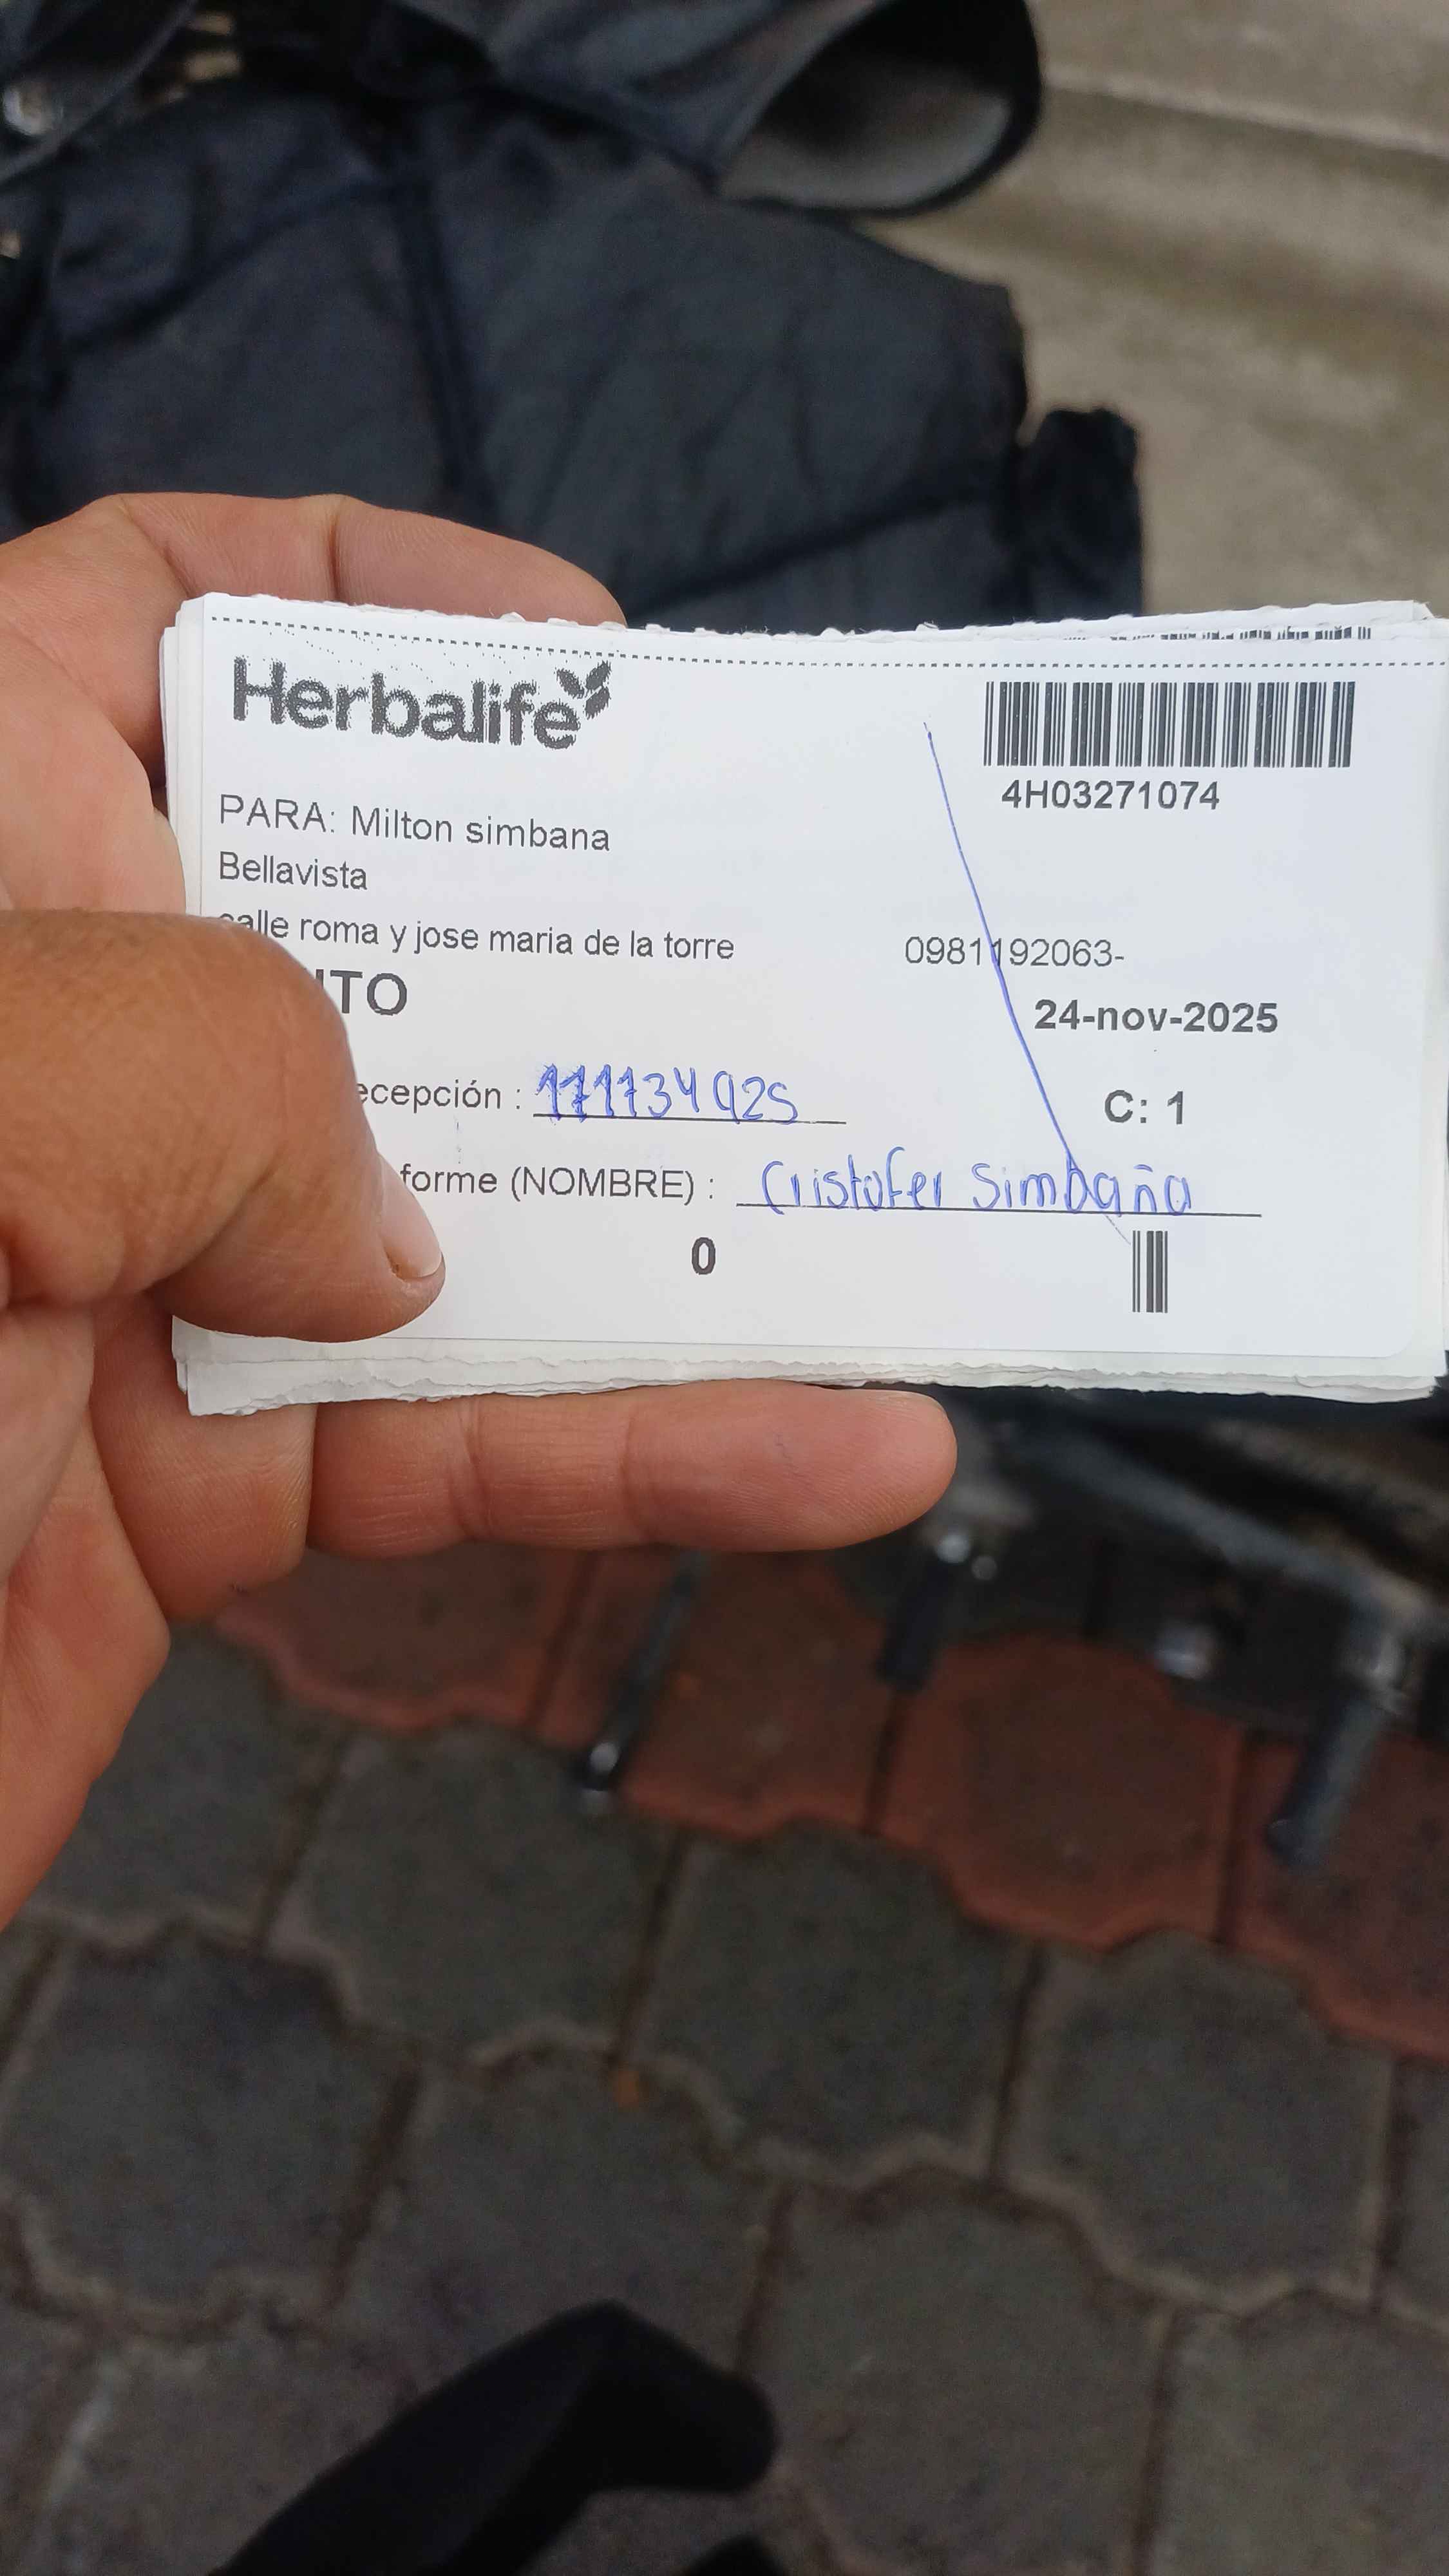 Herbalife
4H03271074
PARA: Milton simbana
Bellavista
calle roma y jose maria de la torre
0981192063-
ITO
24-nov-2025
ecepción :
C: 1
forme (NOMBRE) : Cristofer Simbaña
0